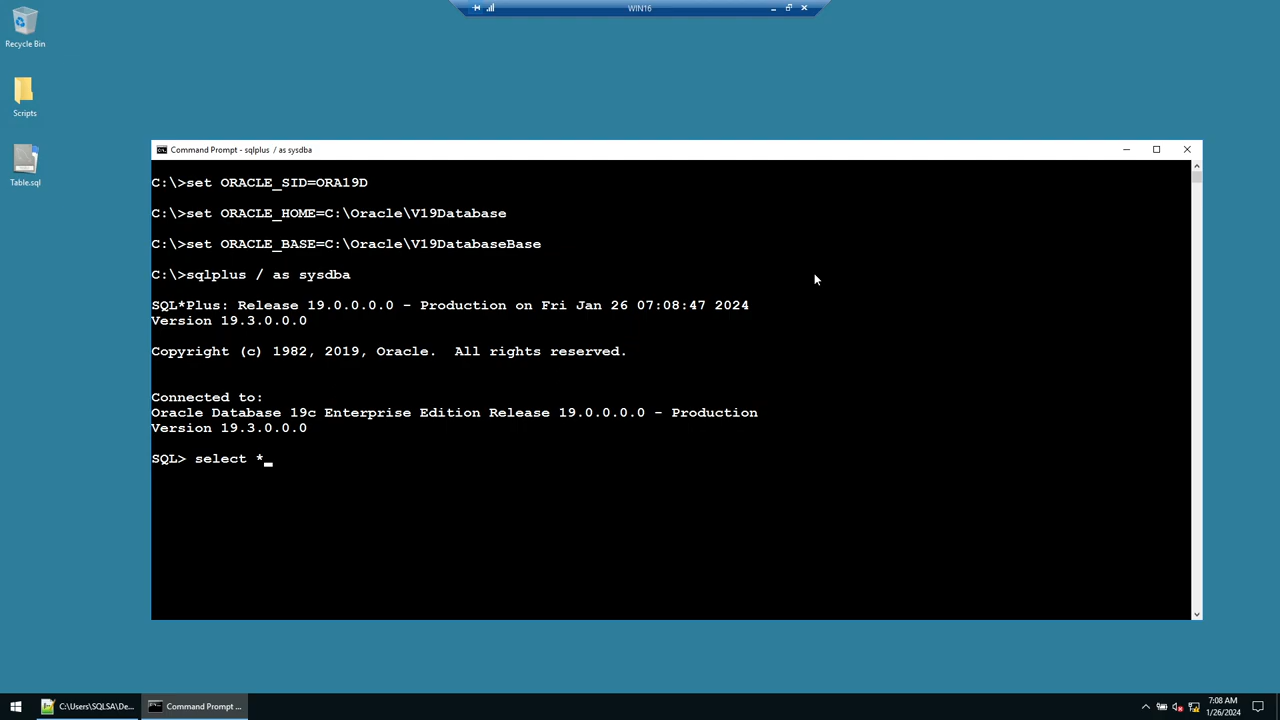 WIN16
Recycle Bin
Scripts
Table.sql
Command Prompt - sqlplus / as sysdba
C:\>set ORACLE_SID=ORA19D
C:\>set ORACLE_HOME=C:\Oracle\V19Database
C:\>set ORACLE_BASE=C:\Oracle\V19DatabaseBase
C:\>sqlplus / as sysdba
SQL*Plus: Release 19.0.0.0.0 - Production on Fri Jan 26 07:08:47 2024
Version 19.3.0.0.0
Copyright (c) 1982, 2019, Oracle.  All rights reserved.
Connected to:
Oracle Database 19c Enterprise Edition Release 19.0.0.0.0 - Production
Version 19.3.0.0.0
SQL> select *_
C:\Users\SQLSA\De...
Command Prompt ...
7:08 AM
1/26/2024